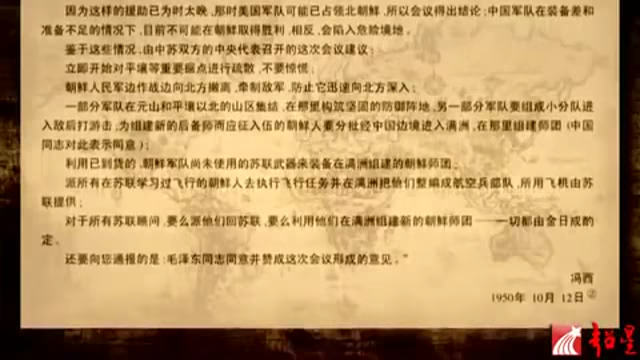 因为这样的援助已为时太晚，那时美国军队可能已占领北朝鲜，所以会议得出结论：中国军队在装备差和
准备不足的情况下，目前不可能在朝鲜取得胜利，相反，会陷入危险境地。
鉴于这些情况，由中苏双方的中央代表召开的这次会议建议：
立即开始对平壤等重要据点进行疏散，不要惊慌；
朝鲜人民军边作战边向北方撤离，牵制敌军，防止它迅速向北方深入；
一部分军队在元山和平壤以北的山区集结，在那里构筑坚固的防御阵地，另一部分军队要组成小分队进
入敌后打游击，为组建新的后备师而应征入伍的朝鲜人要分批经中国边境进入满洲，在那里组建师团（中国
同志对此表示同意）；
利用已到货的、朝鲜军队尚未使用的苏联武器来装备在满洲组建的朝鲜师团；
派所有在苏联学习过飞行的朝鲜人去执行飞行任务并在满洲把他们整编成航空兵部队，所用飞机由苏
联提供；
对于所有苏联顾问，要么派他们回苏联，要么利用他们在满洲组建新的朝鲜师团——一切都由金日成酌
定。
还要向您通报的是：毛泽东同志同意并赞成这次会议形成的意见。”
冯西
1950年 10月 12日②
超星